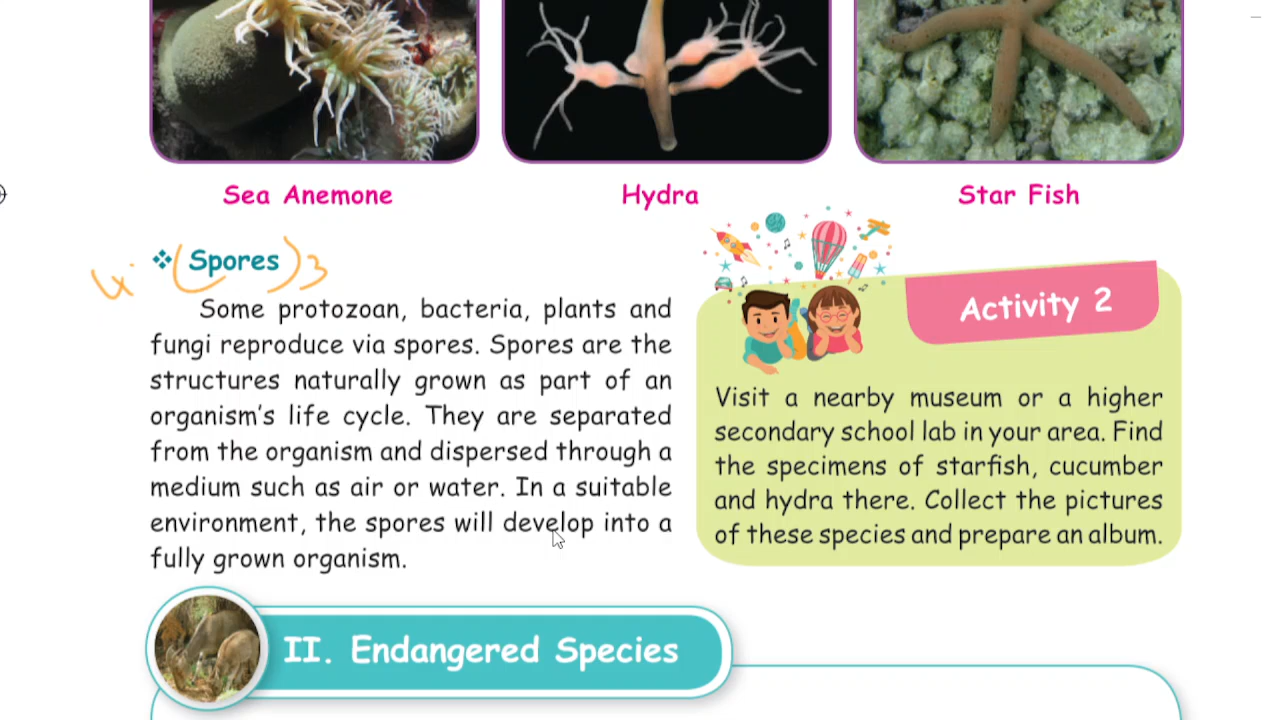 Sea Anemone
Hydra
Star Fish
4. ❖ (Spores) 3
Some protozoan, bacteria, plants and
fungi reproduce via spores. Spores are the
structures naturally grown as part of an
organism's life cycle. They are separated
from the organism and dispersed through a
medium such as air or water. In a suitable
environment, the spores will develop into a
fully grown organism.
Activity 2
Visit a nearby museum or a higher
secondary school lab in your area. Find
the specimens of starfish, cucumber
and hydra there. Collect the pictures
of these species and prepare an album.
II. Endangered Species